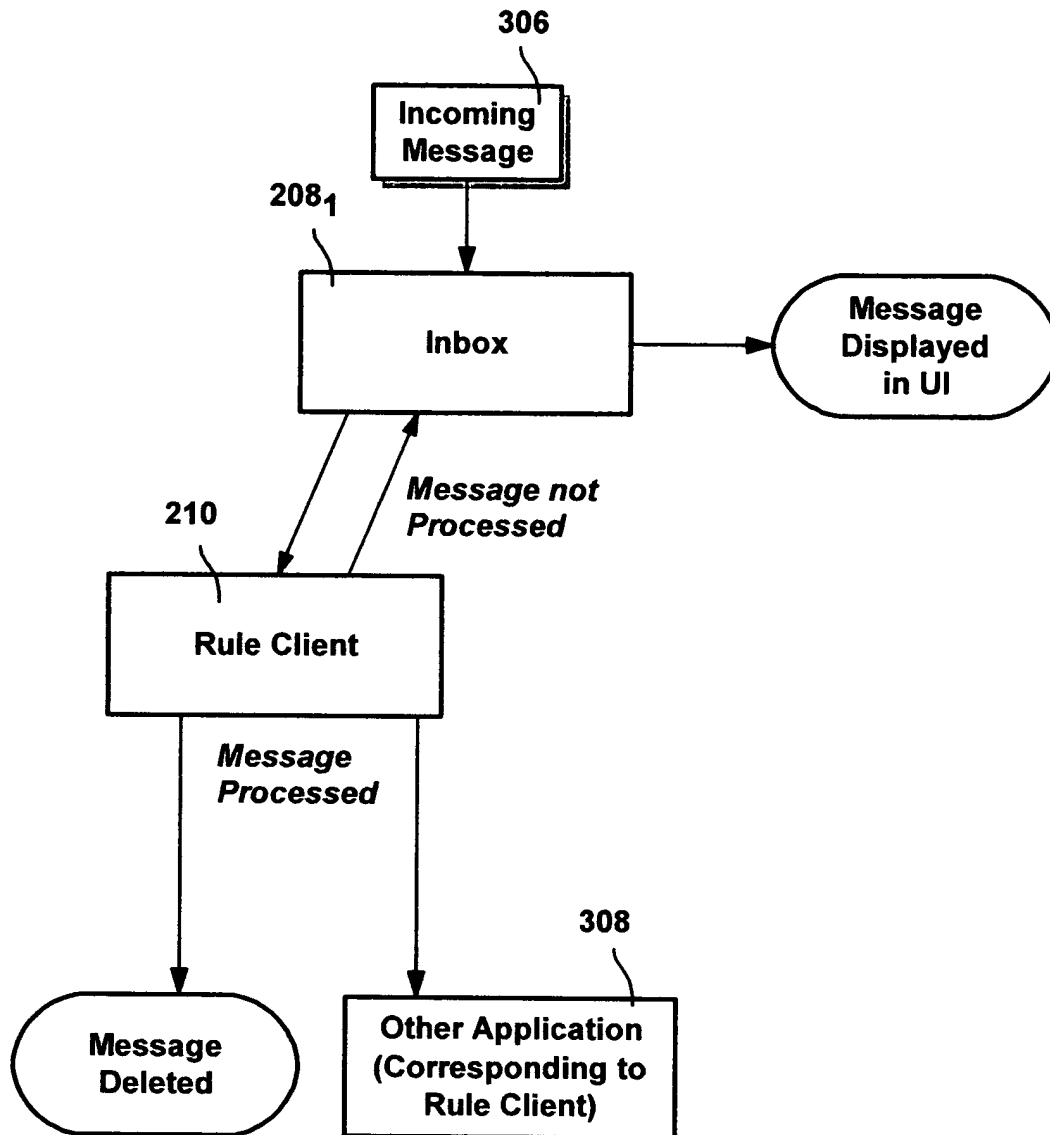 306
Incoming
Message
208₁
Inbox
Message
Displayed
in UI
Message not
Processed
210
Rule Client
Message
Processed
308
Message
Deleted
Other Application
(Corresponding to
Rule Client)